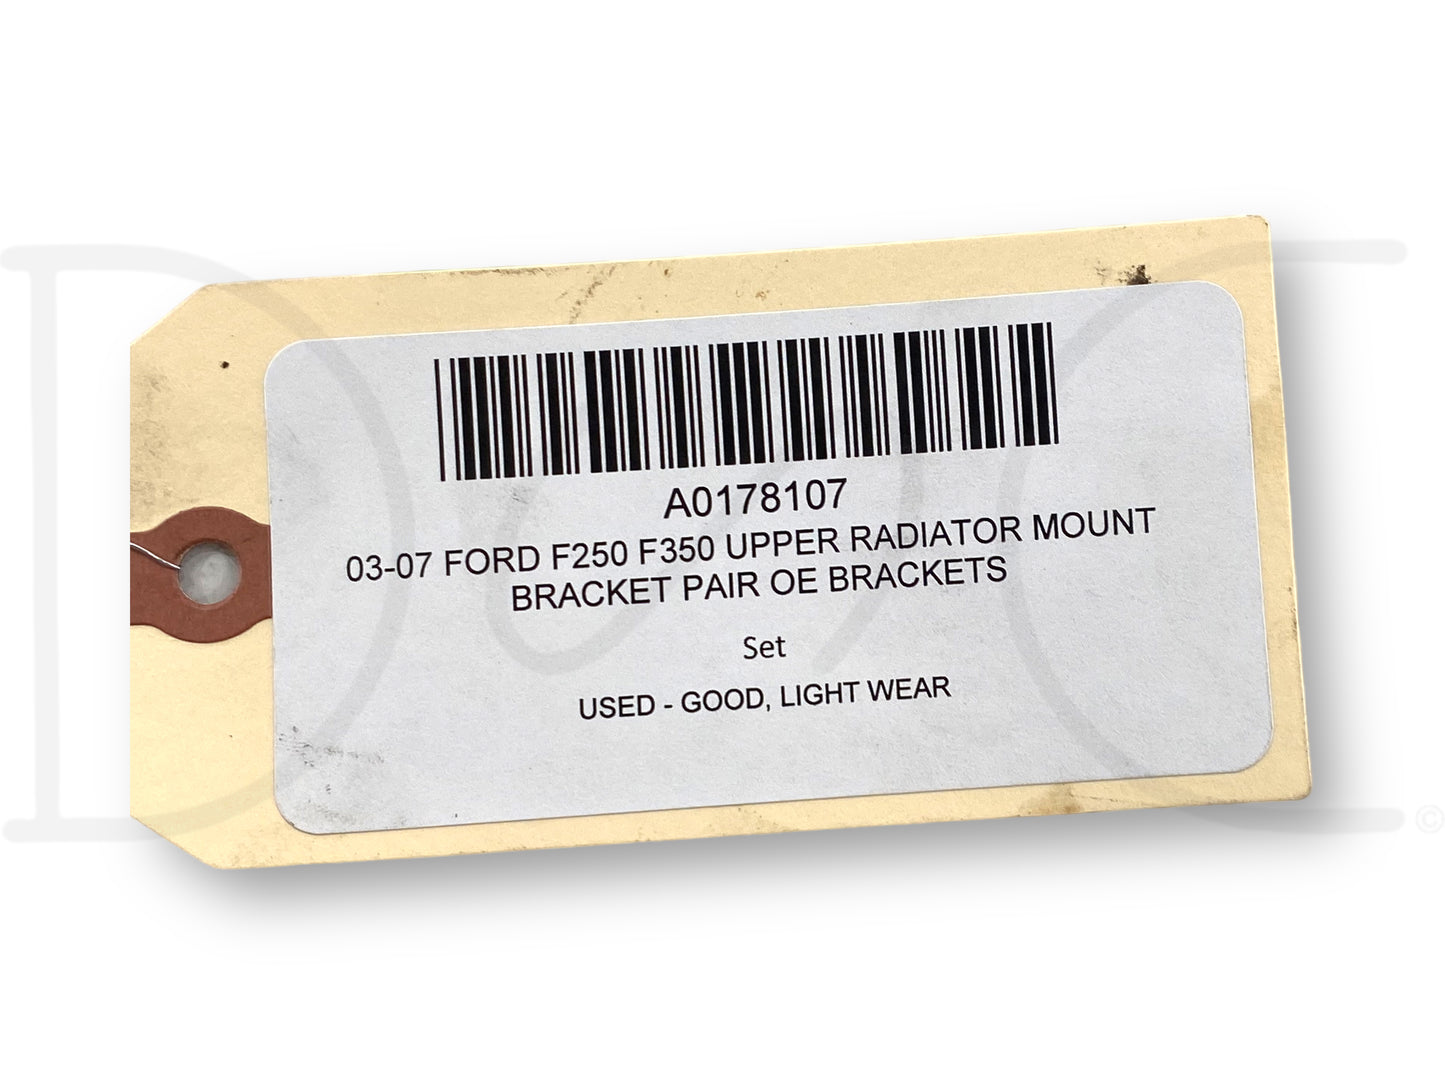 A0178107
03-07 FORD F250 F350 UPPER RADIATOR MOUNT
BRACKET PAIR OE BRACKETS
Set
USED - GOOD, LIGHT WEAR
©